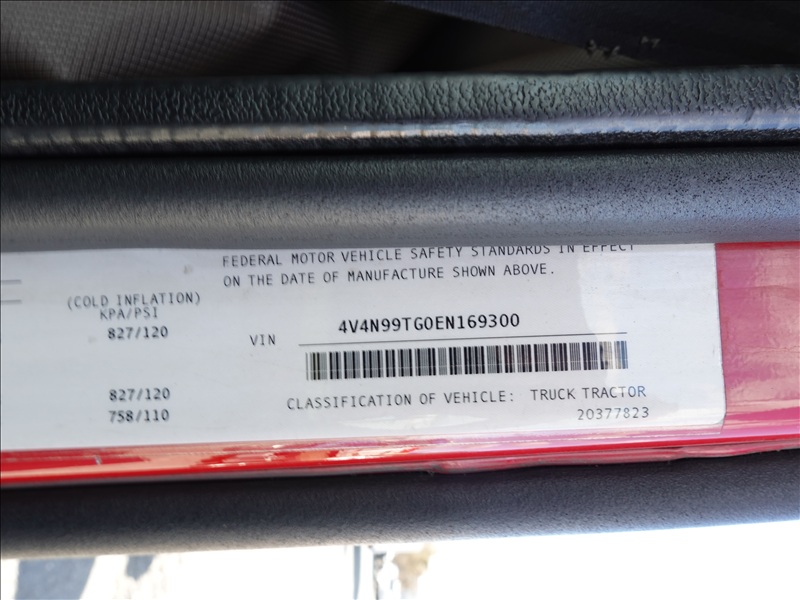 FEDERAL MOTOR VEHICLE SAFETY STANDARDS IN EFFECT
ON THE DATE OF MANUFACTURE SHOWN ABOVE.
(COLD INFLATION)
KPA/PSI
827/120
VIN 4V4N99TG0EN169300
827/120
758/110
CLASSIFICATION OF VEHICLE: TRUCK TRACTOR
20377823